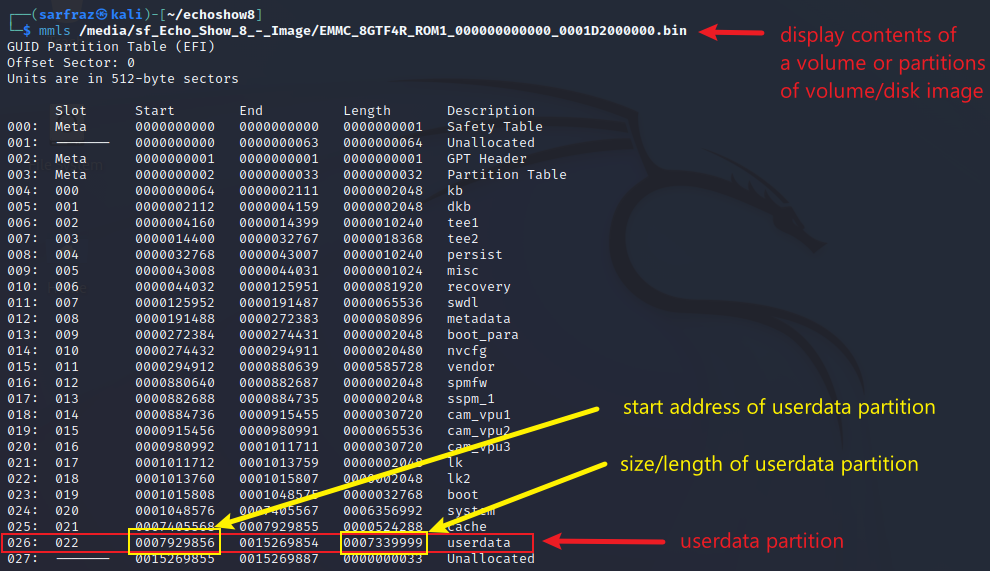 (sarfraz㉿kali)-[~/echoshow8]
$ mmls /media/sf_Echo_Show_8_-_Image/EMMC_8GTF4R_ROM1_000000000000_0001D2000000.bin
display contents of
a volume or partitions
of volume/disk image
GUID Partition Table (EFI)
Offset Sector: 0
Units are in 512-byte sectors
Slot Start End Length Description
000: Meta 0000000000 0000000000 0000000001 Safety Table
001: ------- 0000000000 0000000063 0000000064 Unallocated
002: Meta 0000000001 0000000001 0000000001 GPT Header
003: Meta 0000000002 0000000033 0000000032 Partition Table
004: 000 0000000064 0000002111 0000002048 kb
005: 001 0000002112 0000004159 0000002048 dkb
006: 002 0000004160 0000014399 0000010240 tee1
007: 003 0000014400 0000032767 0000018368 tee2
008: 004 0000032768 0000043007 0000010240 persist
009: 005 0000043008 0000044031 0000001024 misc
010: 006 0000044032 0000125951 0000081920 recovery
011: 007 0000125952 0000191487 0000065536 swdl
012: 008 0000191488 0000272383 0000080896 metadata
013: 009 0000272384 0000274431 0000002048 boot_para
014: 010 0000274432 0000294911 0000020480 nvcfg
015: 011 0000294912 0000880639 0000585728 vendor
016: 012 0000880640 0000882687 0000002048 spmfw
017: 013 0000882688 0000884735 0000002048 sspm_1
018: 014 0000884736 0000915455 0000030720 cam_vpu1
019: 015 0000915456 0000980991 0000065536 cam_vpu2
020: 016 0000980992 0001011711 0000030720 cam_vpu3
021: 017 0001011712 0001013759 0000002048 lk
022: 018 0001013760 0001015807 0000002048 lk2
023: 019 0001015808 0001048575 0000032768 boot
024: 020 0001048576 0007405567 0006356992 system
025: 021 0007405568 0007929855 0000524288 cache
026: 022 0007929856 0015269854 0007339999 userdata
027: ------- 0015269855 0015269887 0000000033 Unallocated
start address of userdata partition
size/length of userdata partition
userdata partition